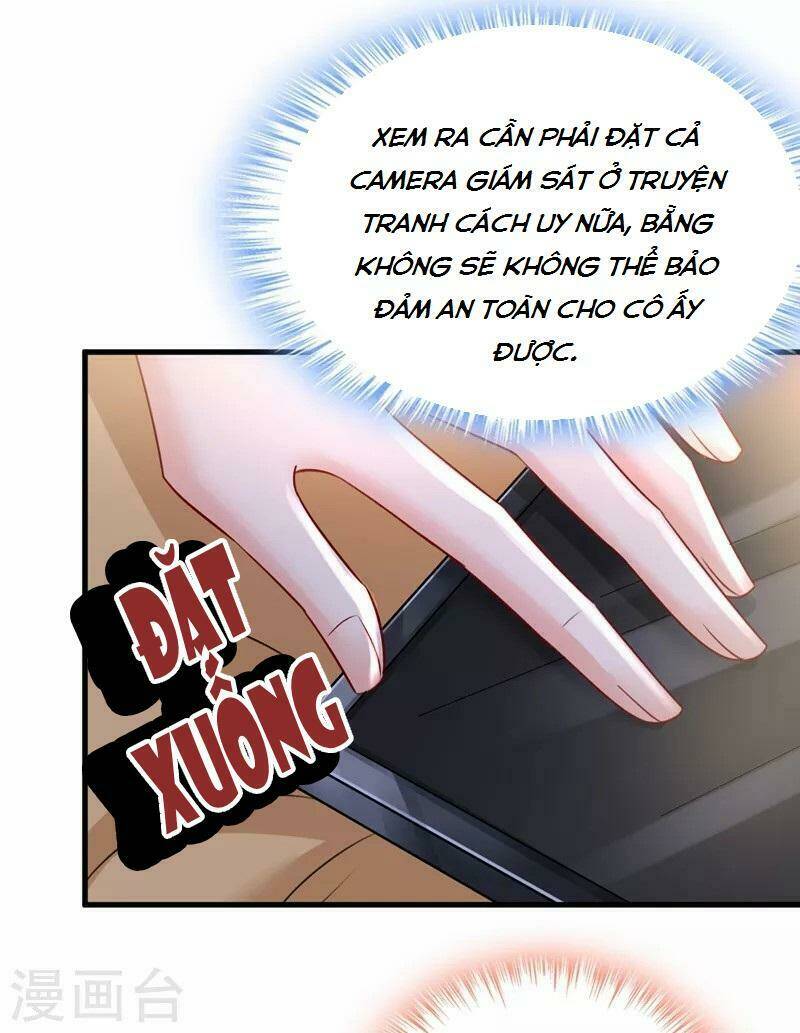 XEM RA CẦN PHẢI ĐẶT CẢ
CAMERA GIÁM SÁT Ở TRUYỆN
TRANH CÁCH UY NỮA, BẰNG
KHÔNG SẼ KHÔNG THỂ BẢO
ĐẢM AN TOÀN CHO CÔ ẤY
ĐƯỢC.
ĐẶT
XUỐNG
漫画台